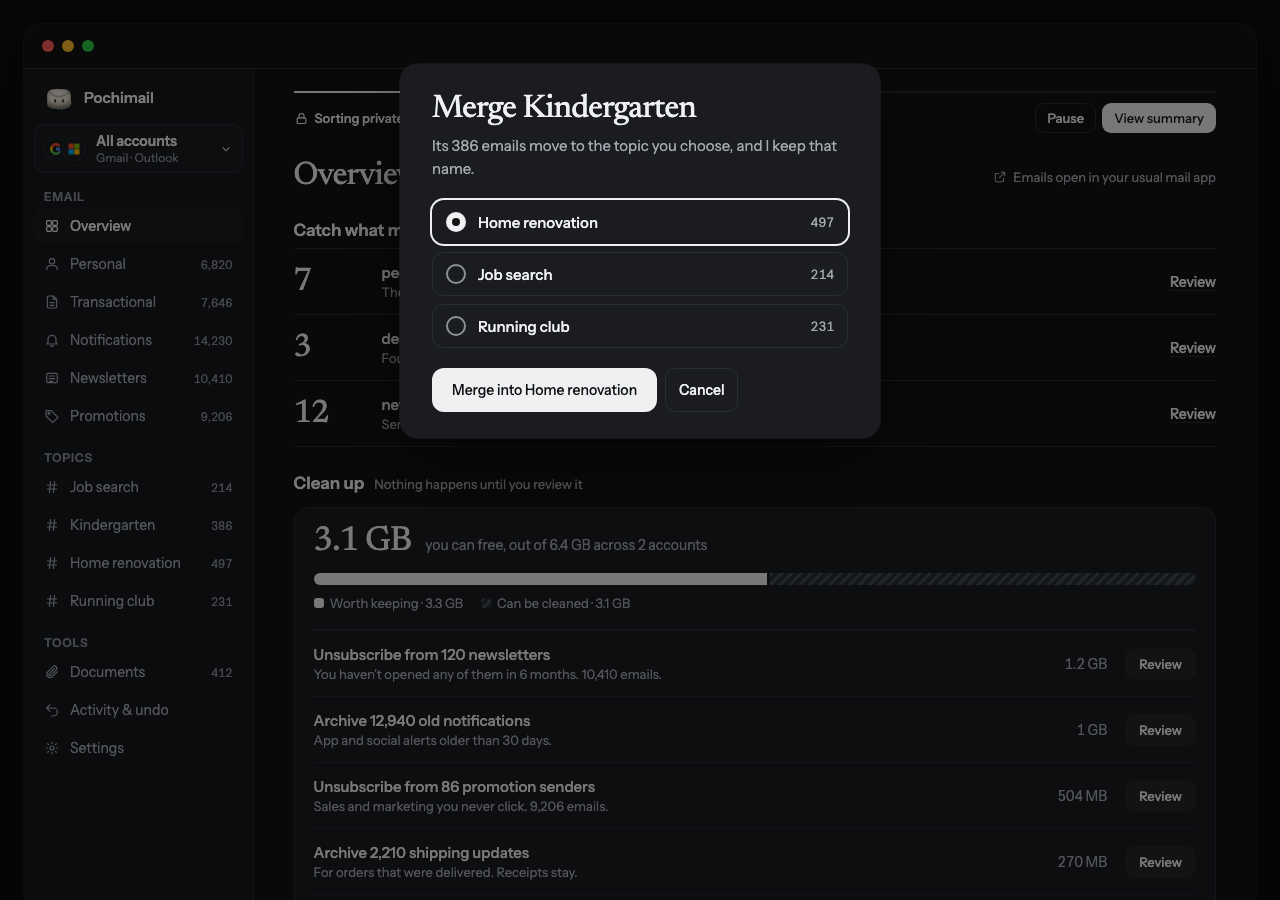 Pochimail
All accounts
Gmail · Outlook
EMAIL
Overview
Personal 6,820
Transactional 7,646
Notifications 14,230
Newsletters 10,410
Promotions 9,206
TOPICS
Job search 214
Kindergarten 386
Home renovation 497
Running club 231
TOOLS
Documents 412
Activity & undo
Settings
Sorting private
Pause
View summary
Emails open in your usual mail app
Catch what m
7
Review
3
Review
12
Review
Merge Kindergarten
Its 386 emails move to the topic you choose, and I keep that
name.
Home renovation 497
Job search 214
Running club 231
Merge into Home renovation
Cancel
Clean up Nothing happens until you review it
3.1 GB you can free, out of 6.4 GB across 2 accounts
Worth keeping · 3.3 GB Can be cleaned · 3.1 GB
Unsubscribe from 120 newsletters
You haven't opened any of them in 6 months. 10,410 emails.
1.2 GB Review
Archive 12,940 old notifications
App and social alerts older than 30 days.
1 GB Review
Unsubscribe from 86 promotion senders
Sales and marketing you never click. 9,206 emails.
504 MB Review
Archive 2,210 shipping updates
For orders that were delivered. Receipts stay.
270 MB Review